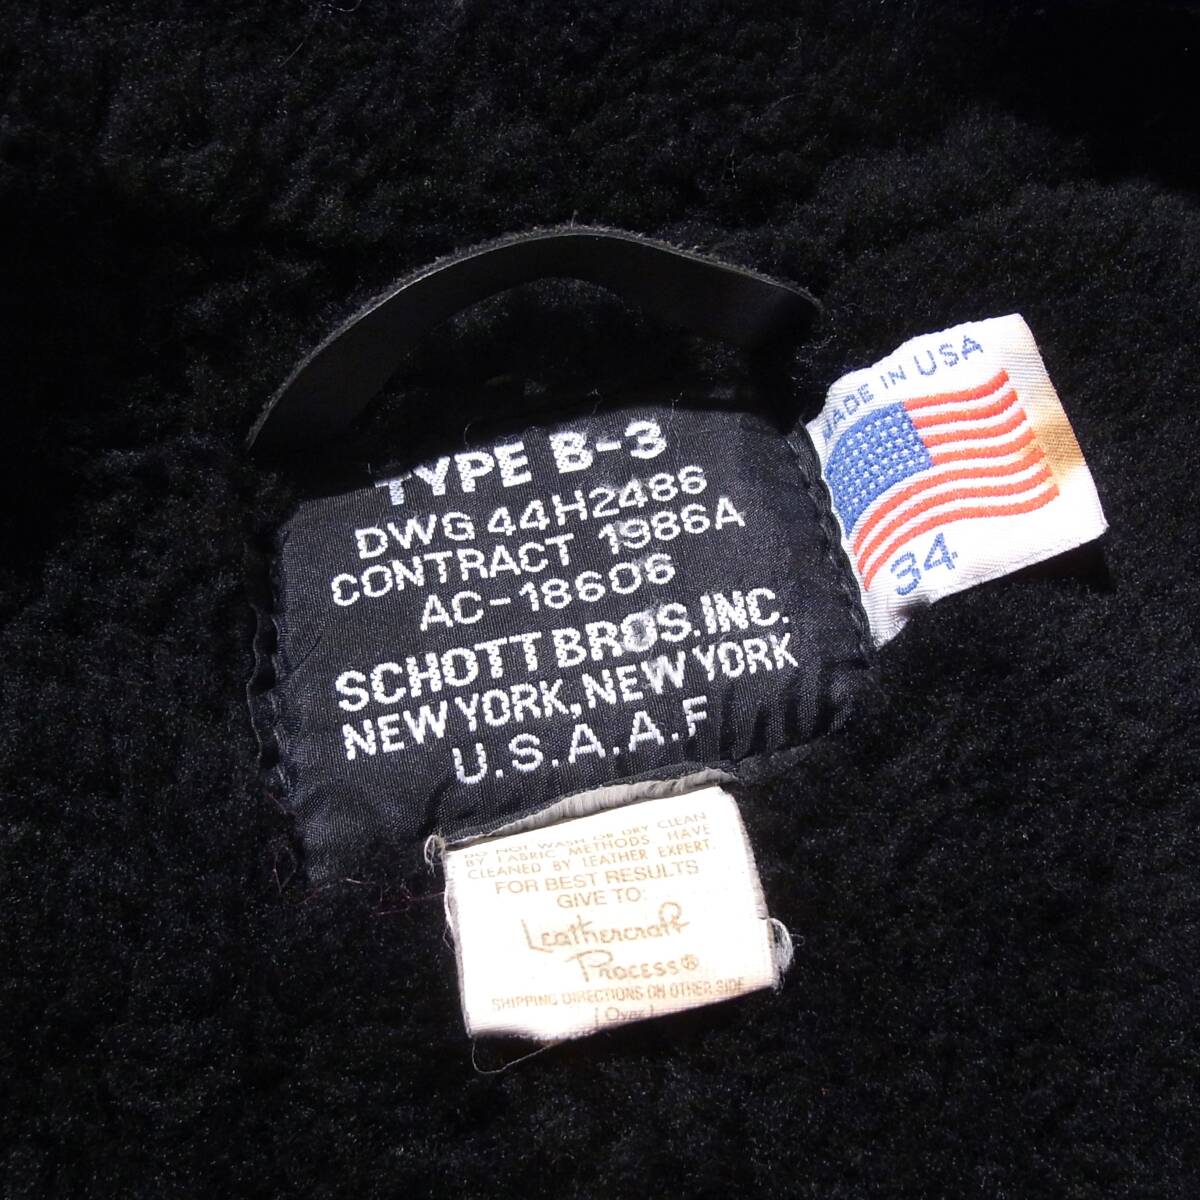 TYPE B-3
DWG 44H2486
CONTRACT 1986A
AC-18606
SCHOTT BROS.INC.
NEW YORK, NEW YORK
U.S.A.A.F
MADE IN USA
34
DO NOT WASH OR DRY CLEAN
BY FABRIC METHODS HAVE
CLEANED BY LEATHER EXPERT.
FOR BEST RESULTS
GIVE TO:
Leathercraft
Process®
SHIPPING DIRECTIONS ON OTHER SIDE
(Over)